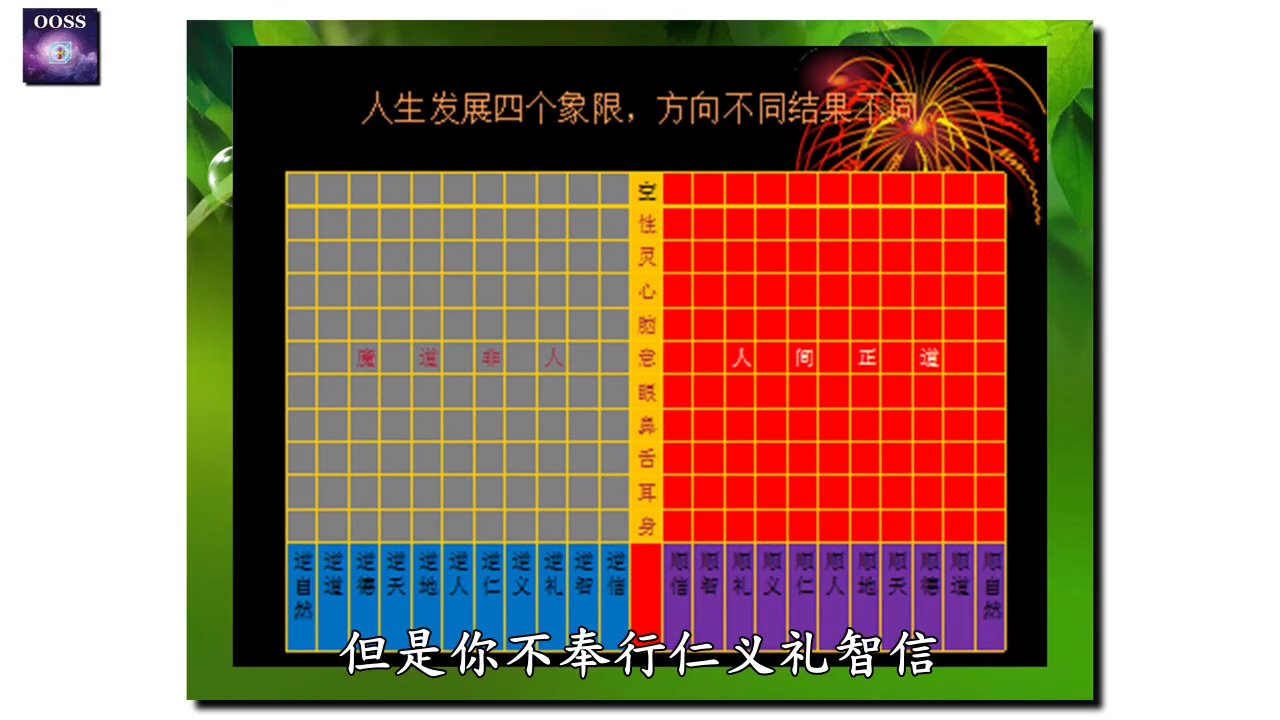 OOSS
人生发展四个象限，方向不同结果不同
空
性
灵
心
脑
魔道非人 意 人间正道
眼
鼻
舌
耳
身
逆自然 逆道 逆德 逆天 逆地 逆人 逆仁 逆义 逆礼 逆智 逆信 顺信 顺智 顺礼 顺义 顺仁 顺人 顺地 顺天 顺德 顺道 顺自然
但是你不奉行仁义礼智信